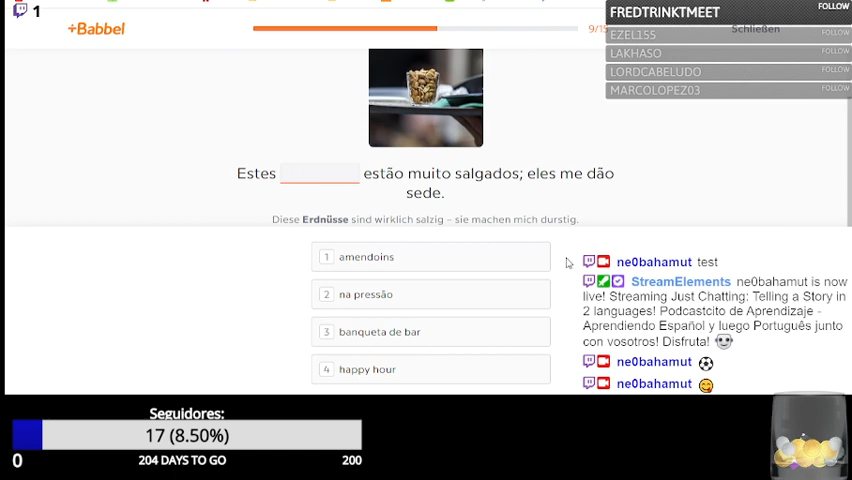 1
+Babbel
9/15
Schließen
FREDTRINKTMEET FOLLOW
EZEL155 FOLLOW
LAKHASO FOLLOW
LORDCABELUDO FOLLOW
MARCOLOPEZ03 FOLLOW
Estes estão muito salgados; eles me dão
sede.
Diese Erdnüsse sind wirklich salzig – sie machen mich durstig.
1 amendoins
2 na pressão
3 banqueta de bar
4 happy hour
ne0bahamut test
StreamElements ne0bahamut is now
live! Streaming Just Chatting: Telling a Story in
2 languages! Podcastcito de Aprendizaje -
Aprendiendo Español y luego Português junto
con vosotros! Disfruta!
ne0bahamut
ne0bahamut
Seguidores:
17 (8.50%)
0 204 DAYS TO GO 200